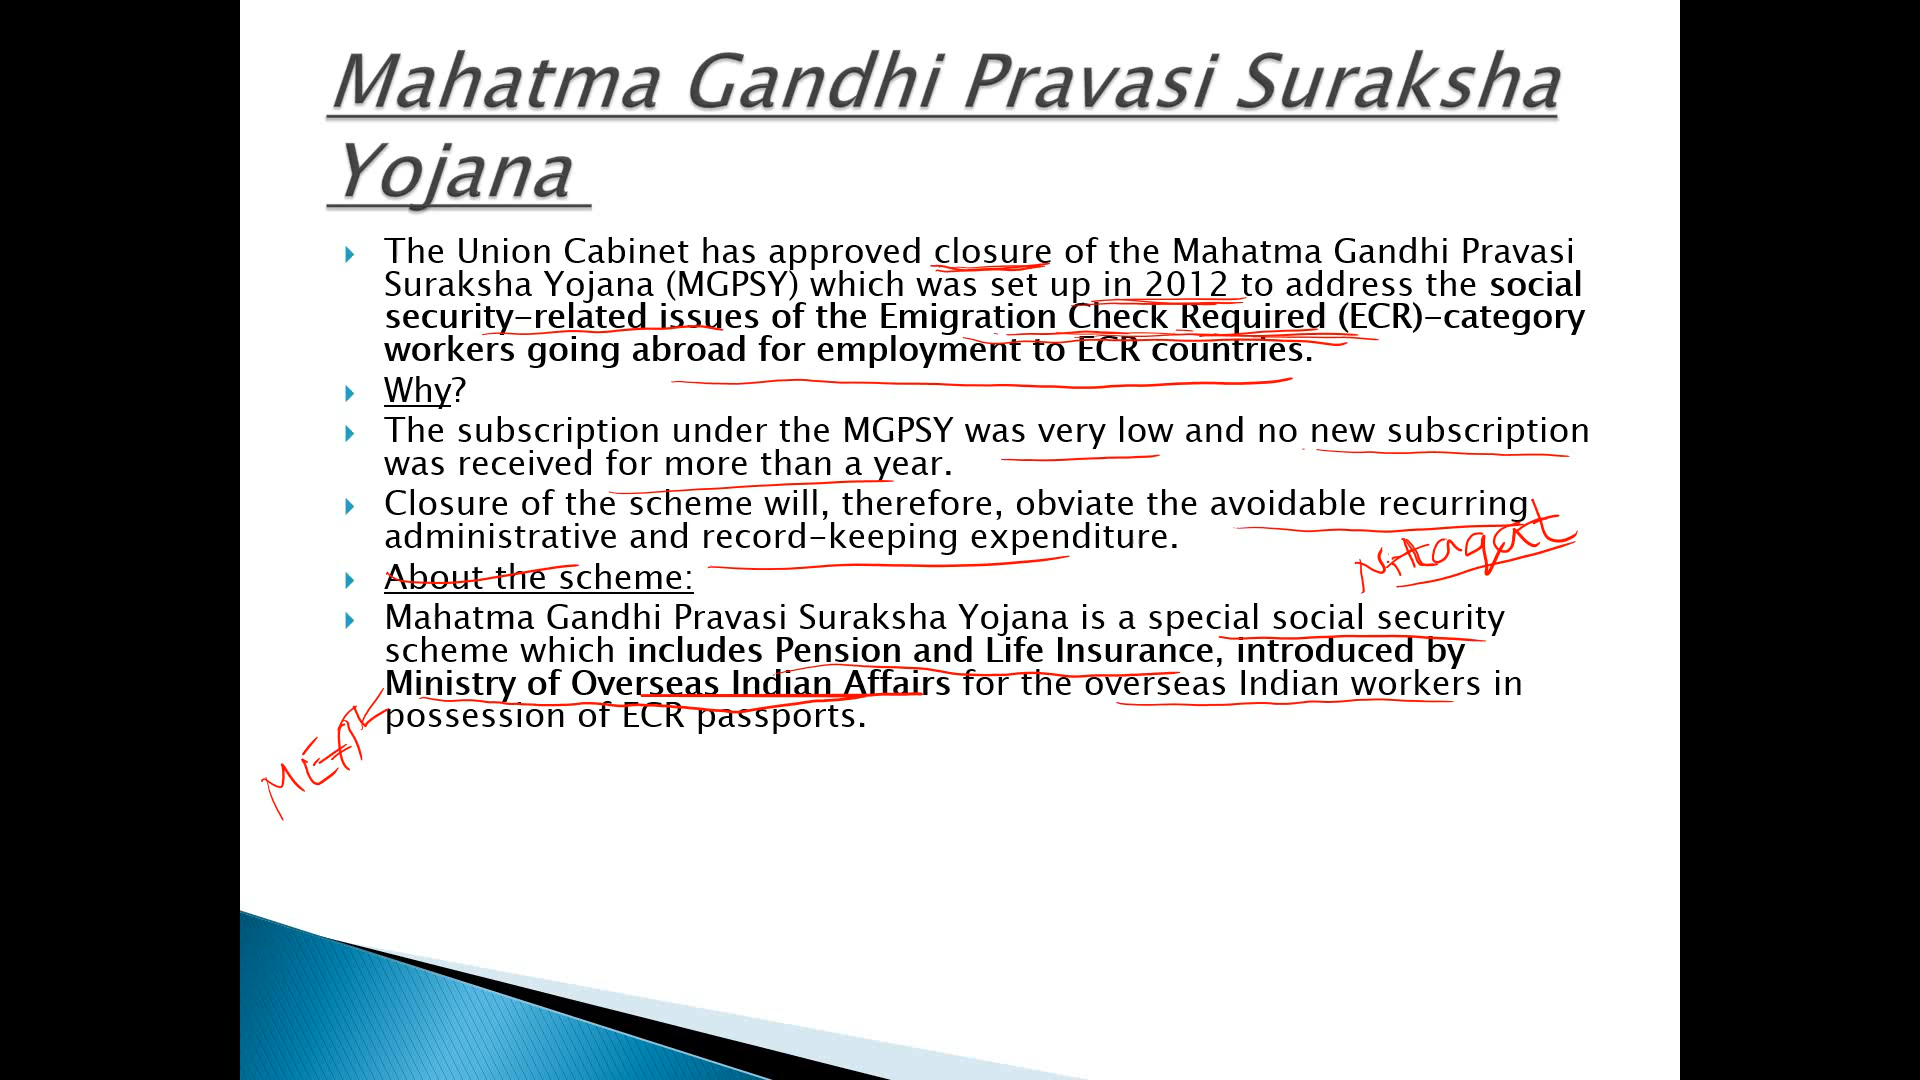 Mahatma Gandhi Pravasi Suraksha
Yojana
The Union Cabinet has approved closure of the Mahatma Gandhi Pravasi
Suraksha Yojana (MGPSY) which was set up in 2012 to address the social
security-related issues of the Emigration Check Required (ECR)-category
workers going abroad for employment to ECR countries.
Why?
The subscription under the MGPSY was very low and no new subscription
was received for more than a year.
Closure of the scheme will, therefore, obviate the avoidable recurring
administrative and record-keeping expenditure.
Nitaqat
About the scheme:
Mahatma Gandhi Pravasi Suraksha Yojana is a special social security
scheme which includes Pension and Life Insurance, introduced by
Ministry of Overseas Indian Affairs for the overseas Indian workers in
possession of ECR passports.
MEA